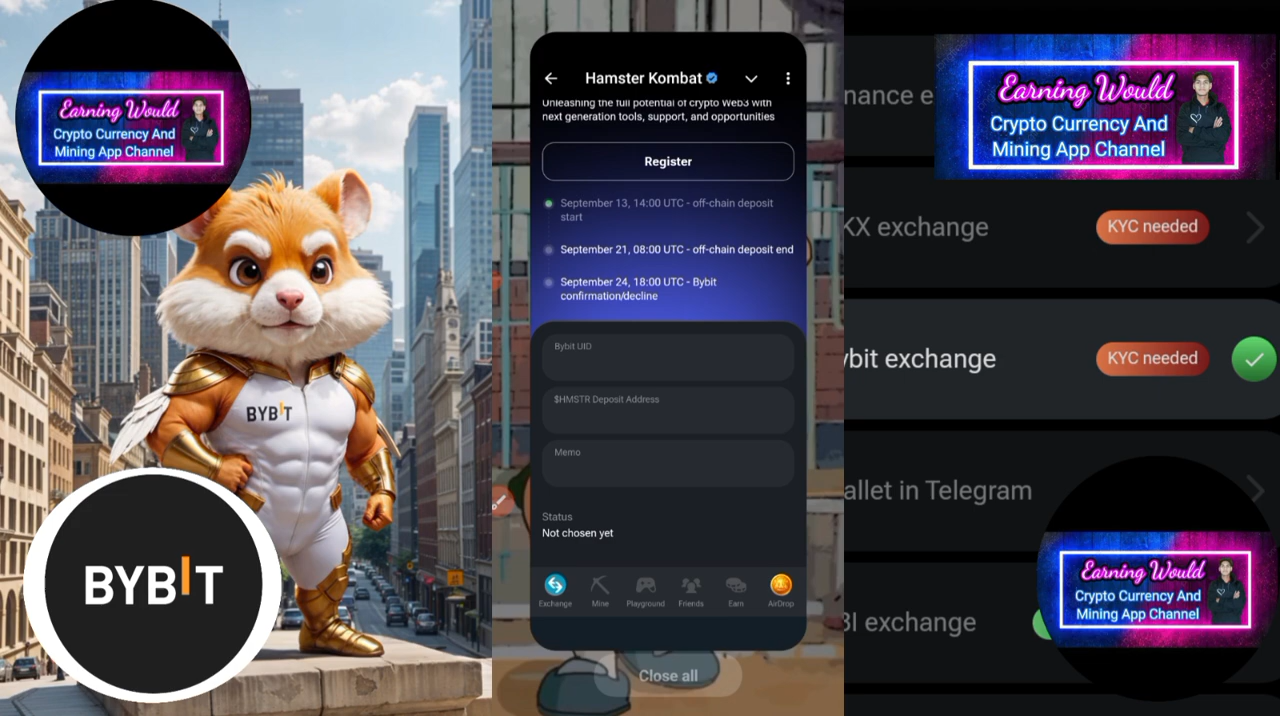 Earning Would
Crypto Currency And
Mining App Channel
BYBIT
BYBIT
Hamster Kombat
Unleashing the full potential of crypto Web3 with
next generation tools, support, and opportunities
Register
September 13, 14:00 UTC - off-chain deposit
start
September 21, 08:00 UTC - off-chain deposit end
September 24, 18:00 UTC - Bybit
confirmation/decline
Bybit UID
$HMSTR Deposit Address
Memo
Status
Not chosen yet
Exchange
Mine
Playground
Friends
Earn
AirDrop
Close all
nance e
Earning Would
Crypto Currency And
Mining App Channel
KX exchange
KYC needed
ybit exchange
KYC needed
allet in Telegram
BI exchange
Earning Would
Crypto Currency And
Mining App Channel